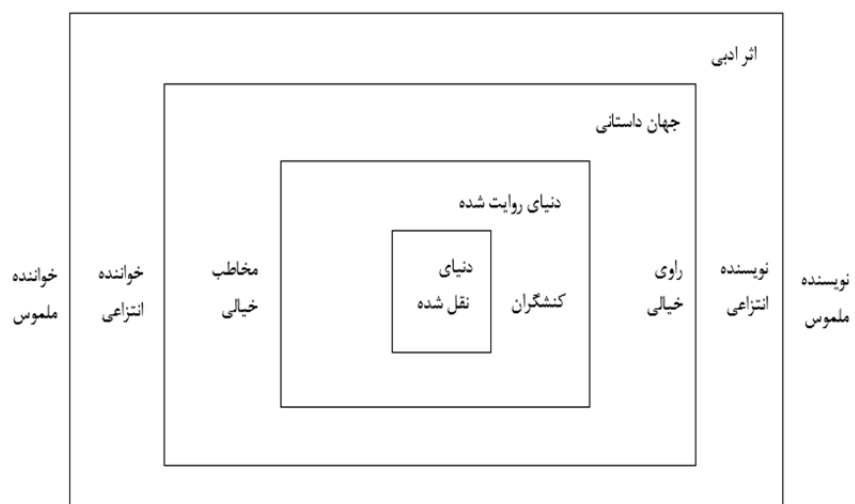 اثر ادبی
جهان داستانی
دنیای روایت شده
نویسنده
ملموس
نویسنده
انتزاعی
راوی
خیالی
کنشگران
دنیای
نقل شده
مخاطب
خیالی
خواننده
انتزاعی
خواننده
ملموس